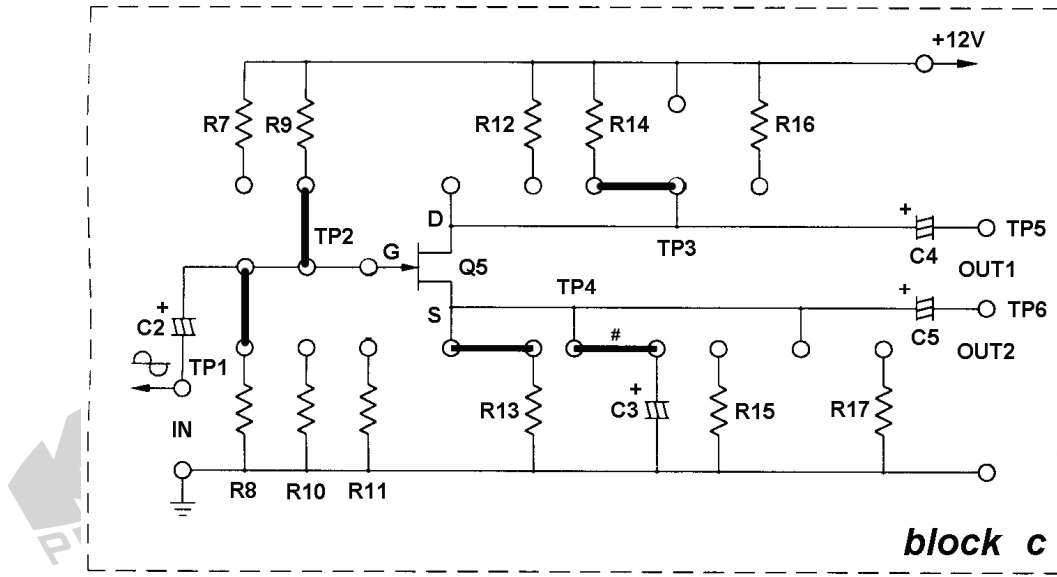 +12V
R7 R9 R12 R14 R16
TP2 D
G Q5 TP3 C4 + TP5
OUT1
TP4
S + TP6
C5
OUT2
+
C2
#
TP1
IN
R13 + C3 R15 R17
R8 R10 R11
block c